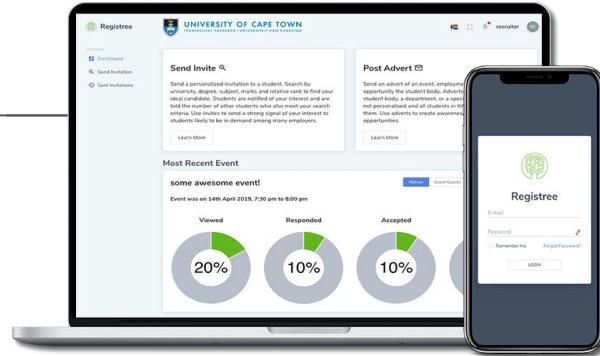 Registree
UNIVERSITY OF CAPE TOWN
recruiter
Dashboard
Send Invitation
Sent Invitations
Send Invite
Send a personalized invitation to a student. Search by
university, degree, subject, marks and relative rank to find your
ideal candidate. Students are notified of your interest and are
told the number of other students who also meet your search
criteria. Use invites to send a strong signal of your interest to
students likely to be in demand among many employers.
Learn More
Post Advert
Send an advert of an event, employme
opportunity the student body. Adverts
student body, a department, or a speci
not personalised and all students in th
them. Use adverts to create awareness
opportunities.
Learn More
Most Recent Event
some awesome event!
Metrics
Event Guests
Event was on 14th April 2019, 7:30 pm to 8:00 pm
Viewed
Responded
Accepted
20%
10%
10%
Registree
E-mail
Password
Remember Me
Forgot Password?
LOGIN